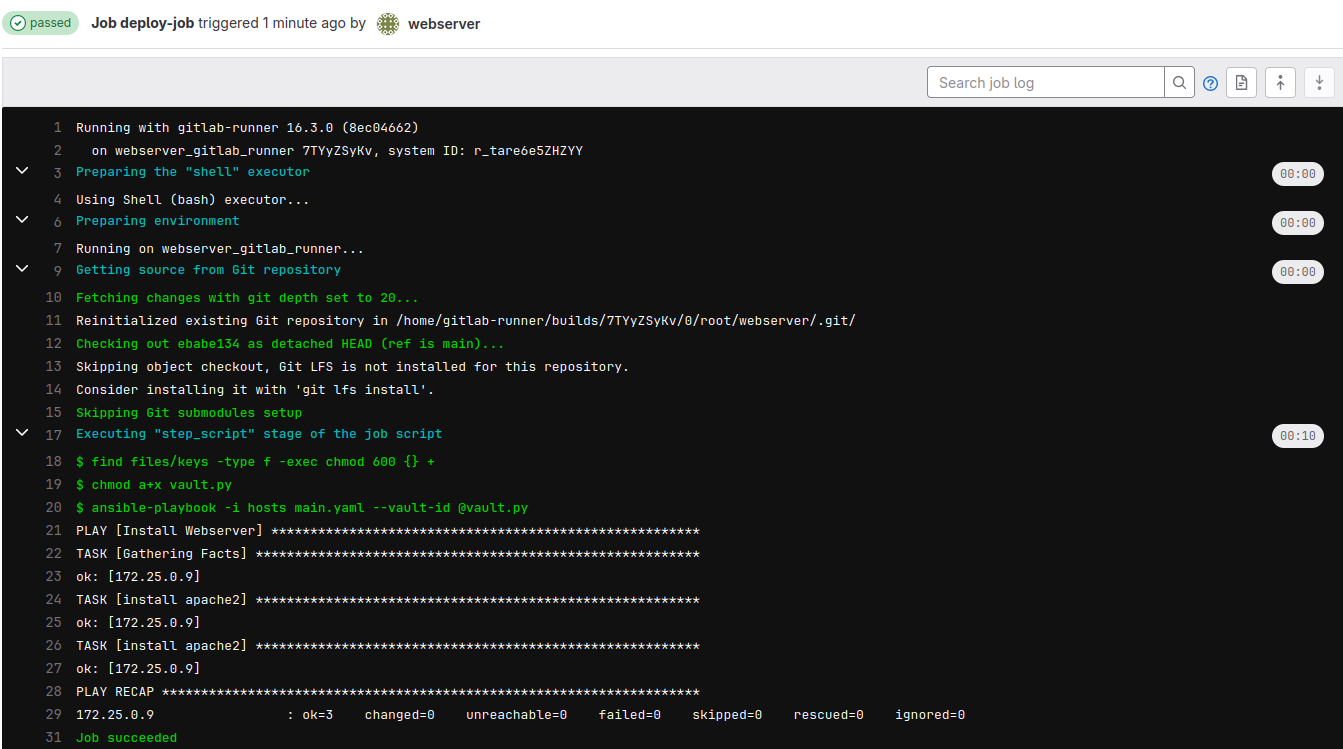 passed Job deploy-job triggered 1 minute ago by webserver
Search job log
1 Running with gitlab-runner 16.3.0 (8ec04662)
2 on webserver_gitlab_runner 7TYyZSyKv, system ID: r_tare6e5ZHZYY
3 Preparing the "shell" executor 00:00
4 Using Shell (bash) executor...
6 Preparing environment 00:00
7 Running on webserver_gitlab_runner...
9 Getting source from Git repository 00:00
10 Fetching changes with git depth set to 20...
11 Reinitialized existing Git repository in /home/gitlab-runner/builds/7TYyZSyKv/0/root/webserver/.git/
12 Checking out ebabe134 as detached HEAD (ref is main)...
13 Skipping object checkout, Git LFS is not installed for this repository.
14 Consider installing it with 'git lfs install'.
15 Skipping Git submodules setup
17 Executing "step_script" stage of the job script 00:10
18 $ find files/keys -type f -exec chmod 600 {} +
19 $ chmod a+x vault.py
20 $ ansible-playbook -i hosts main.yaml --vault-id @vault.py
21 PLAY [Install Webserver] *******************************************************
22 TASK [Gathering Facts] *********************************************************
23 ok: [172.25.0.9]
24 TASK [install apache2] *********************************************************
25 ok: [172.25.0.9]
26 TASK [install apache2] *********************************************************
27 ok: [172.25.0.9]
28 PLAY RECAP *********************************************************************
29 172.25.0.9 : ok=3 changed=0 unreachable=0 failed=0 skipped=0 rescued=0 ignored=0
31 Job succeeded